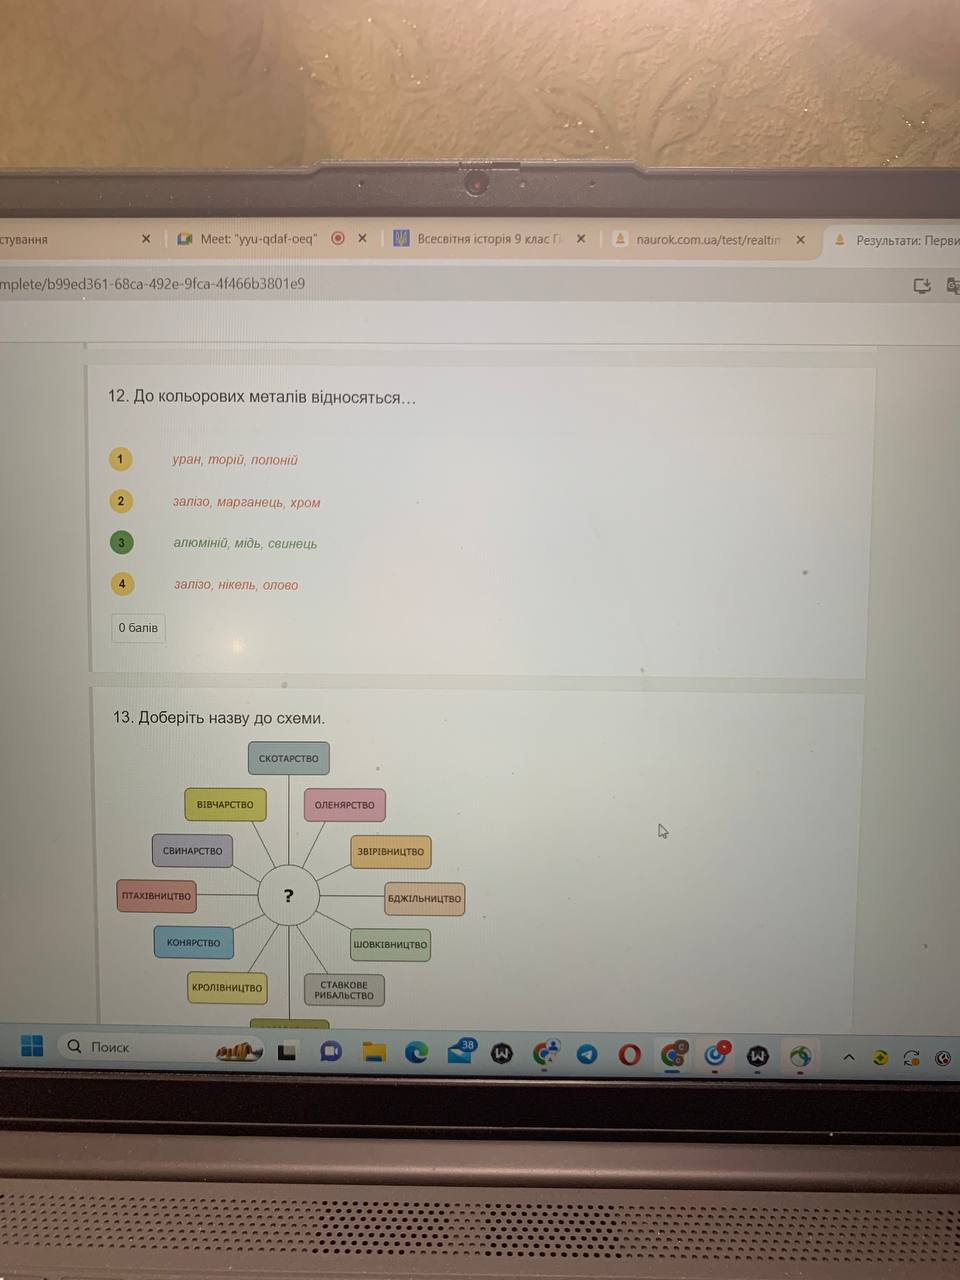 стування
Meet: "yyu-qdaf-oeq"
Всесвітня історія 9 клас Г
naurok.com.ua/test/realtin
Результати: Перви
mplete/b99ed361-68ca-492e-9fca-4f466b3801e9
12. До кольорових металів відносяться...
1 уран, торій, полоній
2 залізо, марганець, хром
3 алюміній, мідь, свинець
4 залізо, нікель, олово
0 балів
13. Доберіть назву до схеми.
СКОТАРСТВО
ВІВЧАРСТВО
ОЛЕНЯРСТВО
СВИНАРСТВО
ЗВІРІВНИЦТВО
?
ПТАХІВНИЦТВО
БДЖІЛЬНИЦТВО
КОНЯРСТВО
ШОВКІВНИЦТВО
КРОЛІВНИЦТВО
СТАВКОВЕ
РИБАЛЬСТВО
Поиск
38